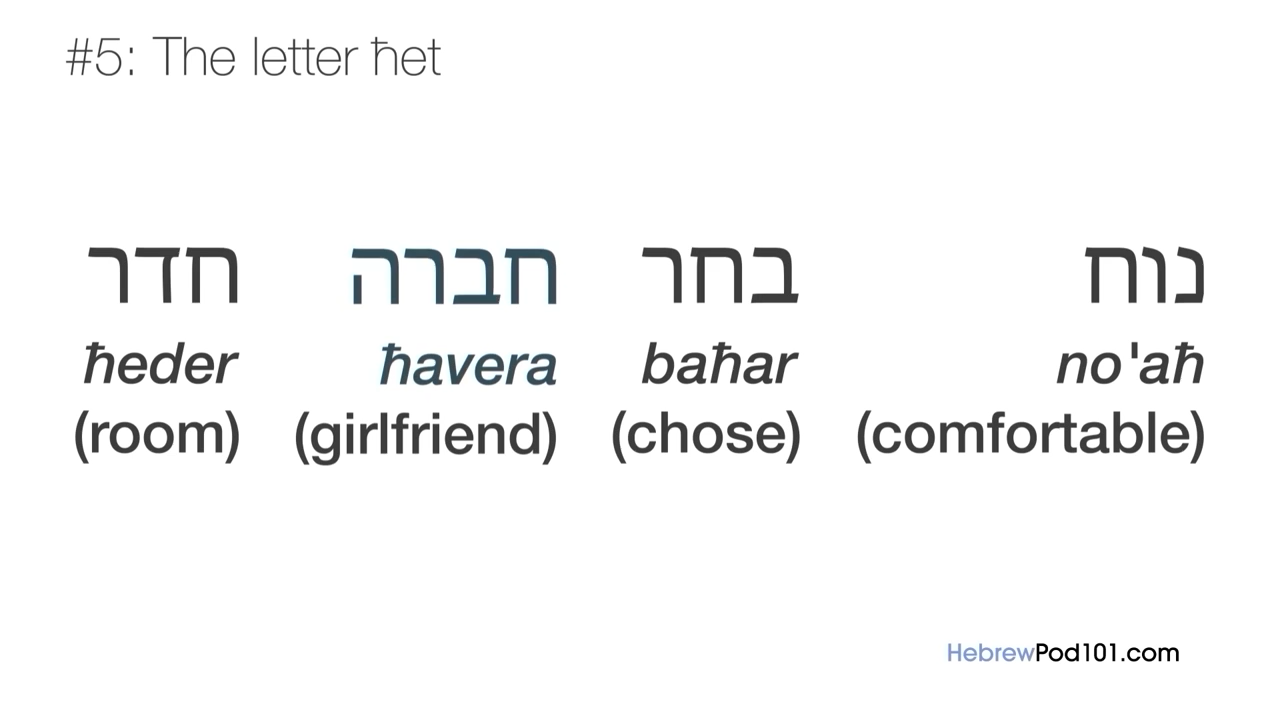 #5: The letter ħet
חדר חברה בחר נוח
ħeder ħavera baħar no'aħ
(room) (girlfriend) (chose) (comfortable)
HebrewPod101.com